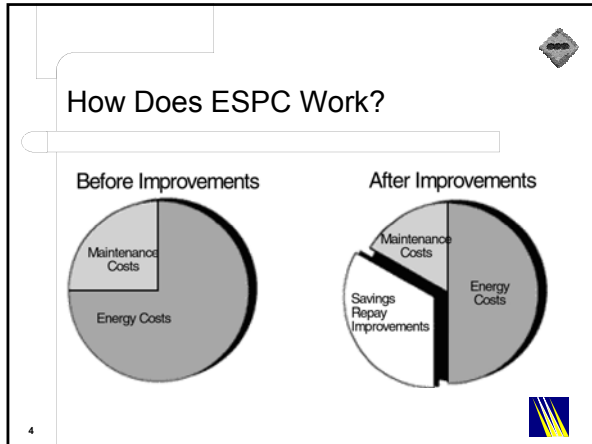 How Does ESPC Work?
Before Improvements
Maintenance
Costs
Energy Costs
After Improvements
Maintenance
Costs
Energy
Costs
Savings
Repay
Improvements
4